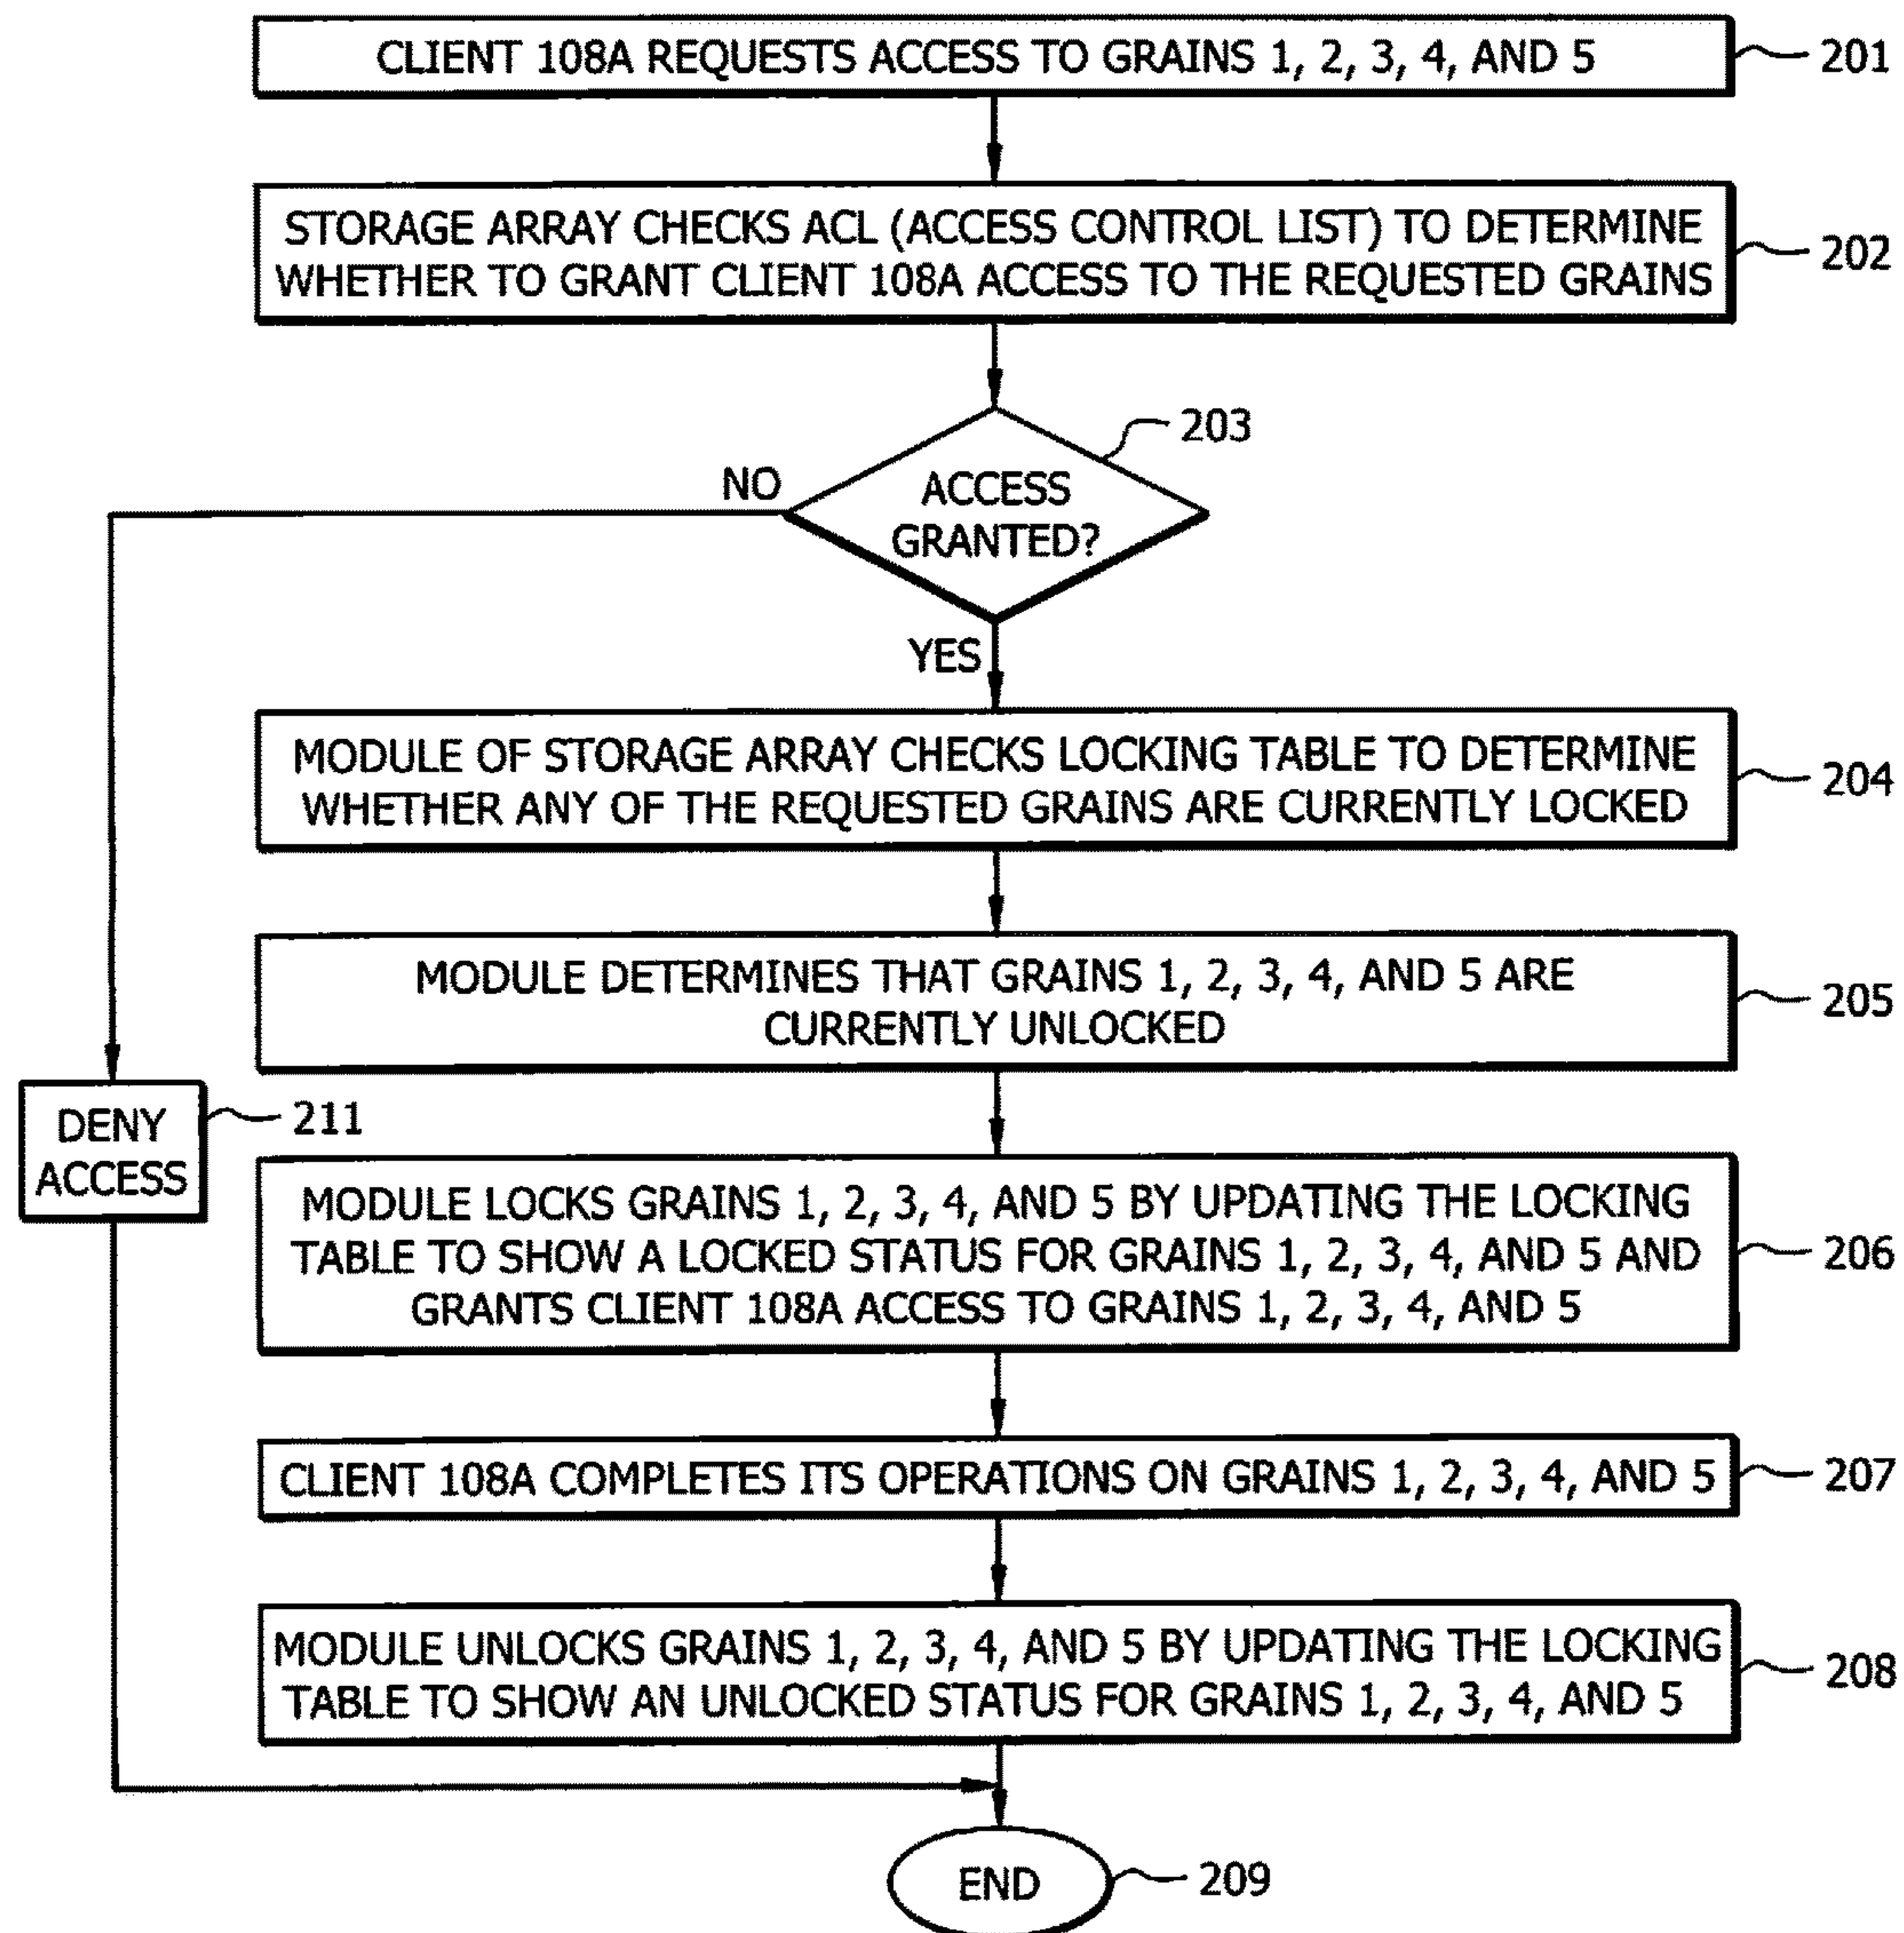 CLIENT 108A REQUESTS ACCESS TO GRAINS 1, 2, 3, 4, AND 5
201
STORAGE ARRAY CHECKS ACL (ACCESS CONTROL LIST) TO DETERMINE
WHETHER TO GRANT CLIENT 108A ACCESS TO THE REQUESTED GRAINS
202
203
NO
ACCESS
GRANTED?
YES
MODULE OF STORAGE ARRAY CHECKS LOCKING TABLE TO DETERMINE
WHETHER ANY OF THE REQUESTED GRAINS ARE CURRENTLY LOCKED
204
MODULE DETERMINES THAT GRAINS 1, 2, 3, 4, AND 5 ARE
CURRENTLY UNLOCKED
205
DENY
ACCESS
211
MODULE LOCKS GRAINS 1, 2, 3, 4, AND 5 BY UPDATING THE LOCKING
TABLE TO SHOW A LOCKED STATUS FOR GRAINS 1, 2, 3, 4, AND 5 AND
GRANTS CLIENT 108A ACCESS TO GRAINS 1, 2, 3, 4, AND 5
206
CLIENT 108A COMPLETES ITS OPERATIONS ON GRAINS 1, 2, 3, 4, AND 5
207
MODULE UNLOCKS GRAINS 1, 2, 3, 4, AND 5 BY UPDATING THE LOCKING
TABLE TO SHOW AN UNLOCKED STATUS FOR GRAINS 1, 2, 3, 4, AND 5
208
END
209